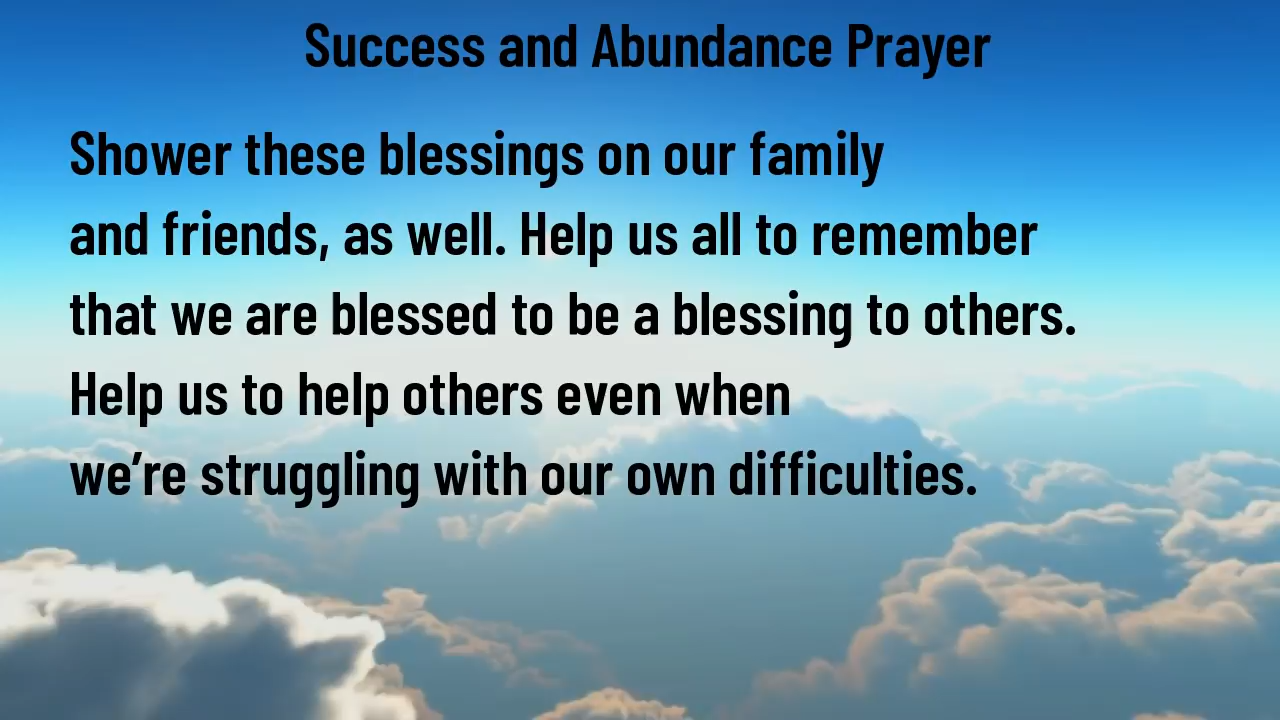 Success and Abundance Prayer
Shower these blessings on our family
and friends, as well. Help us all to remember
that we are blessed to be a blessing to others.
Help us to help others even when
we’re struggling with our own difficulties.